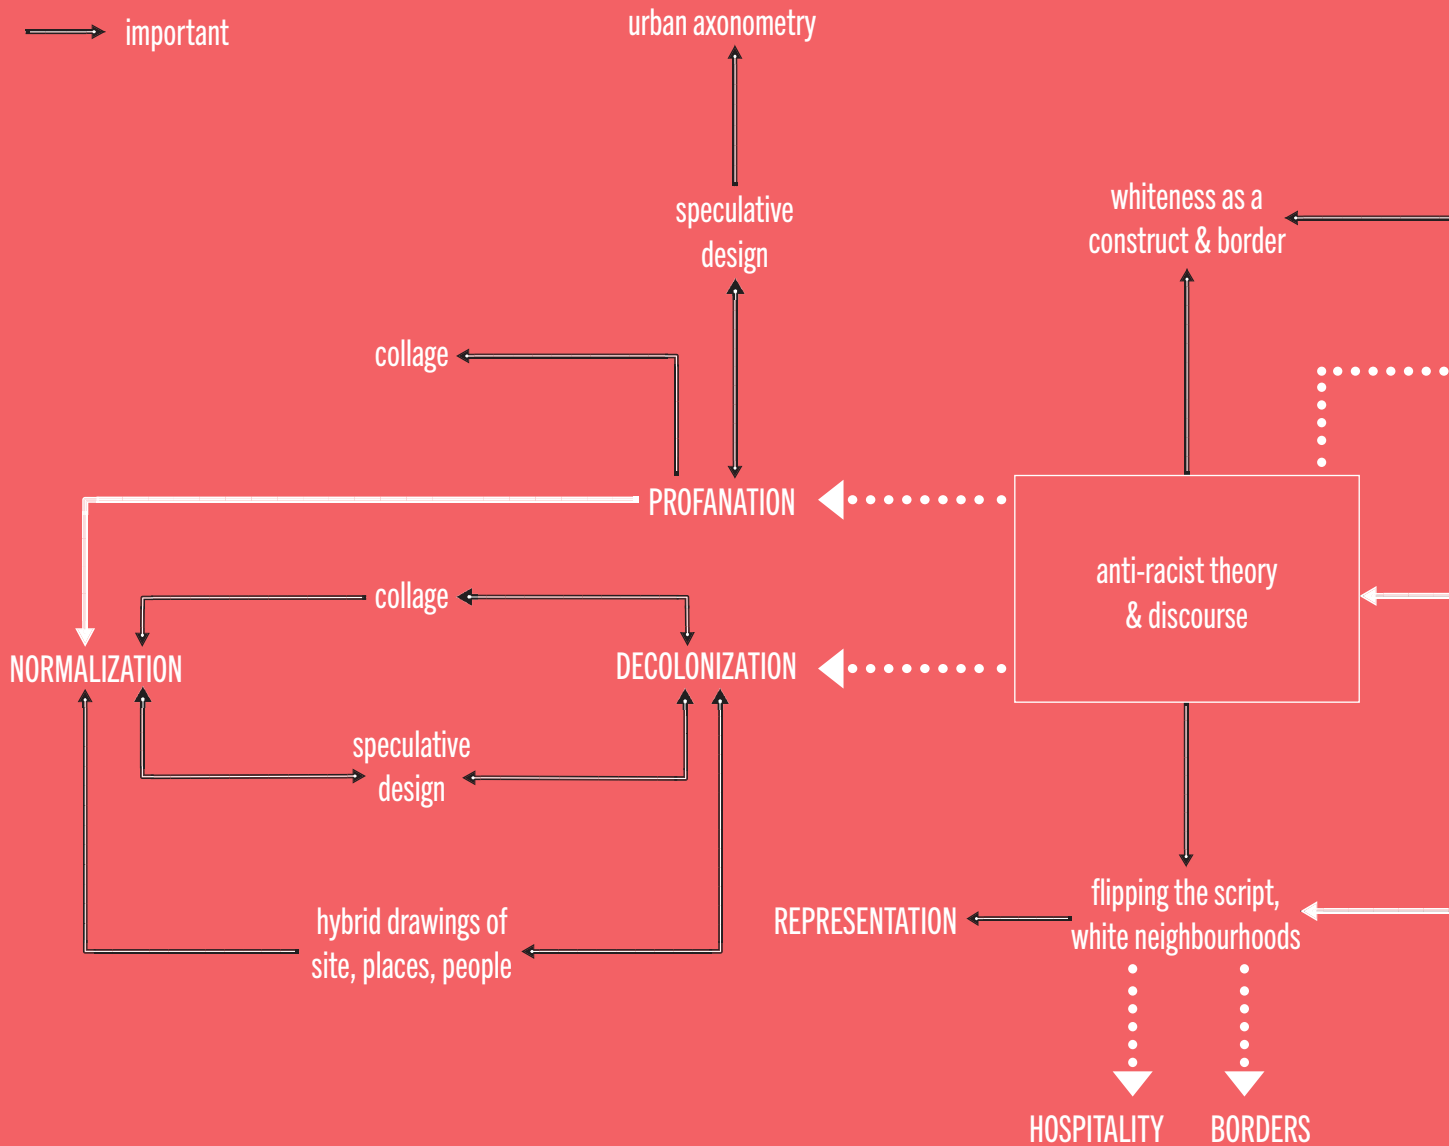 important
urban axonometry
speculative
design
whiteness as a
construct & border
collage
PROFANATION
anti-racist theory
& discourse
collage
NORMALIZATION
DECOLONIZATION
speculative
design
hybrid drawings of
site, places, people
REPRESENTATION
flipping the script,
white neighbourhoods
HOSPITALITY
BORDERS